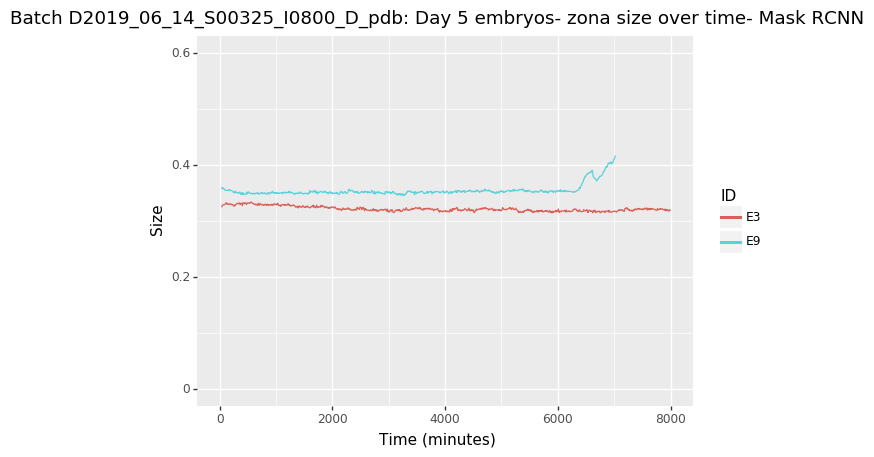 Batch D2019_06_14_S00325_I0800_D_pdb: Day 5 embryos- zona size over time- Mask RCNN
0.6
0.4
0.2
0
Size
0 2000 4000 6000 8000
Time (minutes)
ID
E3
E9